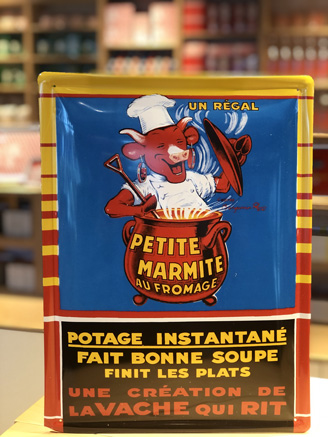 UN RÉGAL
PETITE
MARMITE
AU FROMAGE
POTAGE INSTANTANÉ
FAIT BONNE SOUPE
FINIT LES PLATS
UNE CRÉATION DE
LA VACHE QUI RIT